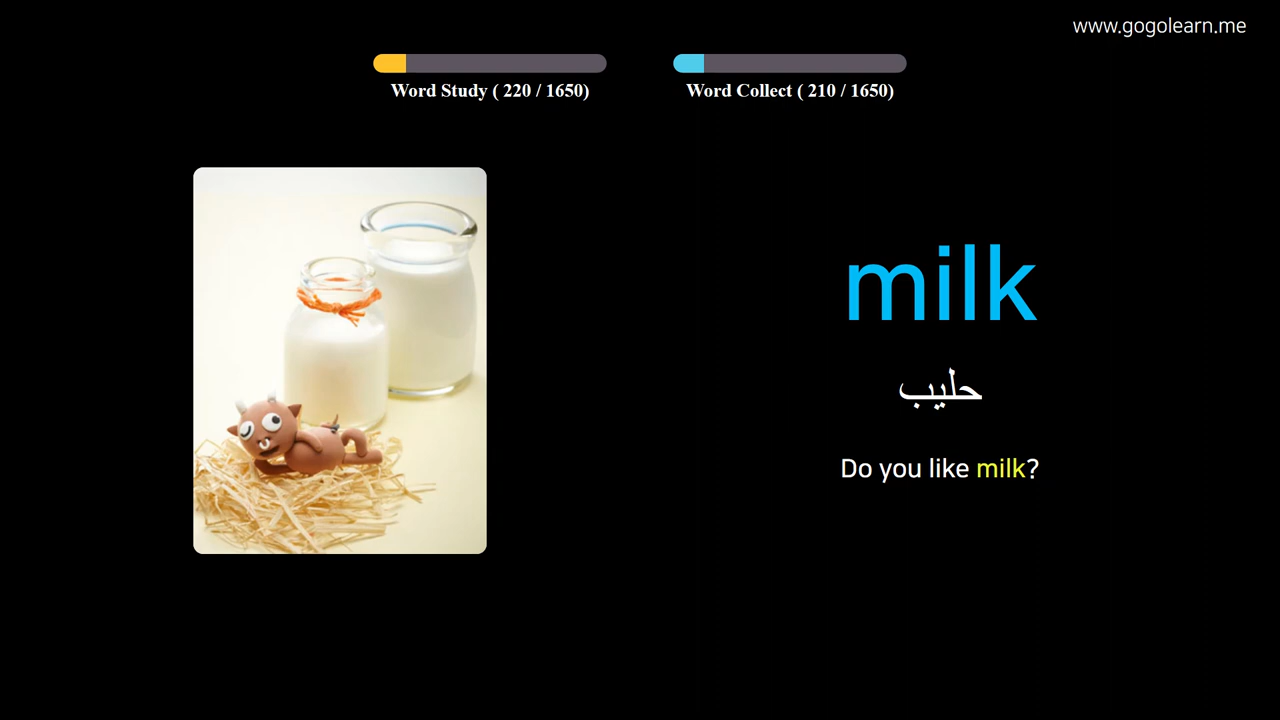 www.gogolearn.me
Word Study ( 220 / 1650)
Word Collect ( 210 / 1650)
milk
حليب
Do you like milk?